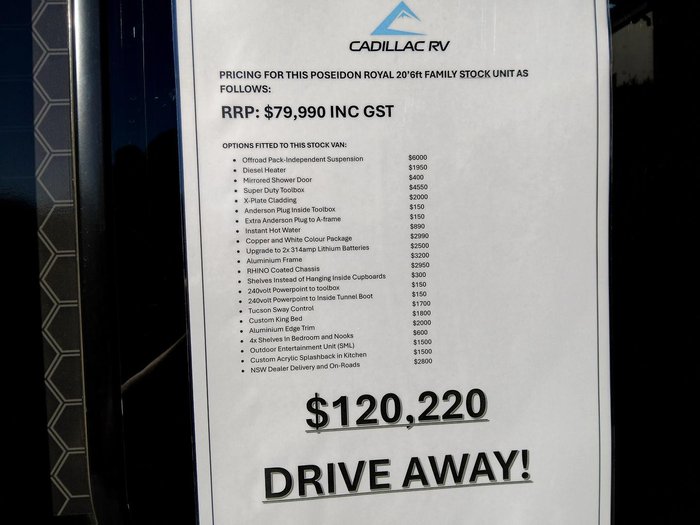 CADILLAC RV
PRICING FOR THIS POSEIDON ROYAL 20'6ft FAMILY STOCK UNIT AS
FOLLOWS:
RRP: $79,990 INC GST
OPTIONS FITTED TO THIS STOCK VAN:
• Offroad Pack-Independent Suspension $6000
• Diesel Heater $1950
• Mirrored Shower Door $400
• Super Duty Toolbox $4550
• X-Plate Cladding $2000
• Anderson Plug Inside Toolbox $150
• Extra Anderson Plug to A-frame $150
• Instant Hot Water $890
• Copper and White Colour Package $2990
• Upgrade to 2x 314amp Lithium Batteries $2500
• Aluminium Frame $3200
• RHINO Coated Chassis $2950
• Shelves Instead of Hanging Inside Cupboards $300
• 240volt Powerpoint to toolbox $150
• 240volt Powerpoint to Inside Tunnel Boot $150
• Tucson Sway Control $1700
• Custom King Bed $1800
• Aluminium Edge Trim $2000
• 4x Shelves In Bedroom and Nooks $600
• Outdoor Entertainment Unit (SML) $1500
• Custom Acrylic Splashback in Kitchen $1500
• NSW Dealer Delivery and On-Roads $2800
$120,220
DRIVE AWAY!